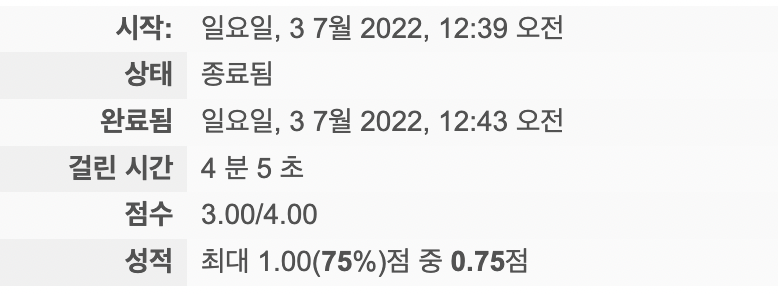 시작: 일요일, 3 7월 2022, 12:39 오전
상태 종료됨
완료됨 일요일, 3 7월 2022, 12:43 오전
걸린 시간 4 분 5 초
점수 3.00/4.00
성적 최대 1.00(75%)점 중 0.75점